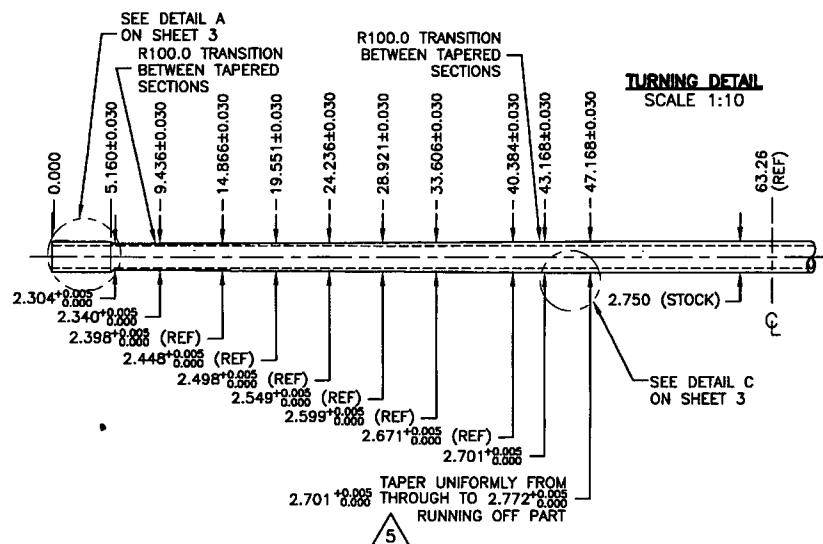 SEE DETAIL A
ON SHEET 3
R100.0 TRANSITION
BETWEEN TAPERED
SECTIONS
R100.0 TRANSITION
BETWEEN TAPERED
SECTIONS
TURNING DETAIL
SCALE 1:10
0.000
5.160±0.030
9.436±0.030
14.866±0.030
19.551±0.030
24.236±0.030
28.921±0.030
33.606±0.030
40.384±0.030
43.168±0.030
47.168±0.030
63.26
(REF)
2.304+0.005 0.000
2.340+0.005 0.000
2.398+0.005 0.000 (REF)
2.448+0.005 0.000 (REF)
2.498+0.005 0.000 (REF)
2.549+0.005 0.000 (REF)
2.599+0.005 0.000 (REF)
2.671+0.005 0.000 (REF)
2.701+0.005 0.000
2.750 (STOCK)
℄
SEE DETAIL C
ON SHEET 3
TAPER UNIFORMLY FROM
2.701 +0.005 0.000 THROUGH TO 2.772+0.005 0.000
RUNNING OFF PART
5